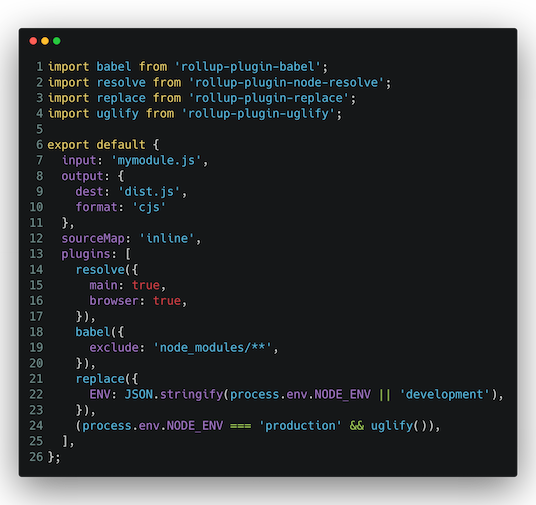 1 import babel from 'rollup-plugin-babel';
2 import resolve from 'rollup-plugin-node-resolve';
3 import replace from 'rollup-plugin-replace';
4 import uglify from 'rollup-plugin-uglify';
5
6 export default {
7   input: 'mymodule.js',
8   output: {
9     dest: 'dist.js',
10     format: 'cjs'
11   },
12   sourceMap: 'inline',
13   plugins: [
14     resolve({
15       main: true,
16       browser: true,
17     }),
18     babel({
19       exclude: 'node_modules/**',
20     }),
21     replace({
22       ENV: JSON.stringify(process.env.NODE_ENV || 'development'),
23     }),
24     (process.env.NODE_ENV === 'production' && uglify()),
25   ],
26 };